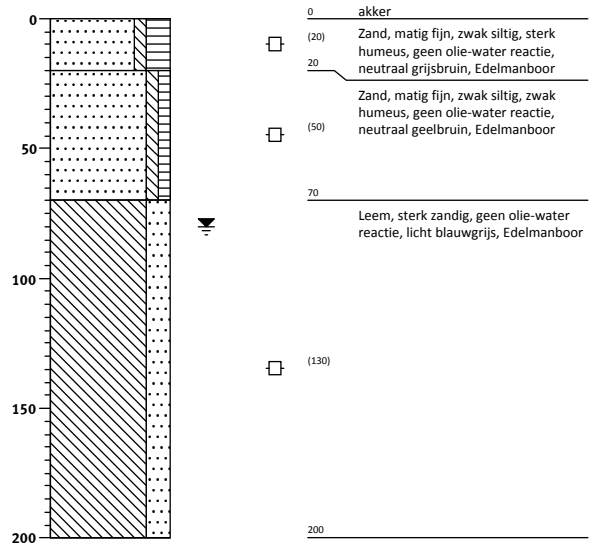 0
50
100
150
200
0 akker
(20) Zand, matig fijn, zwak siltig, sterk
humeus, geen olie-water reactie,
20 neutraal grijsbruin, Edelmanboor
Zand, matig fijn, zwak siltig, zwak
humeus, geen olie-water reactie,
(50) neutraal geelbruin, Edelmanboor
70
Leem, sterk zandig, geen olie-water
reactie, licht blauwgrijs, Edelmanboor
(130)
200